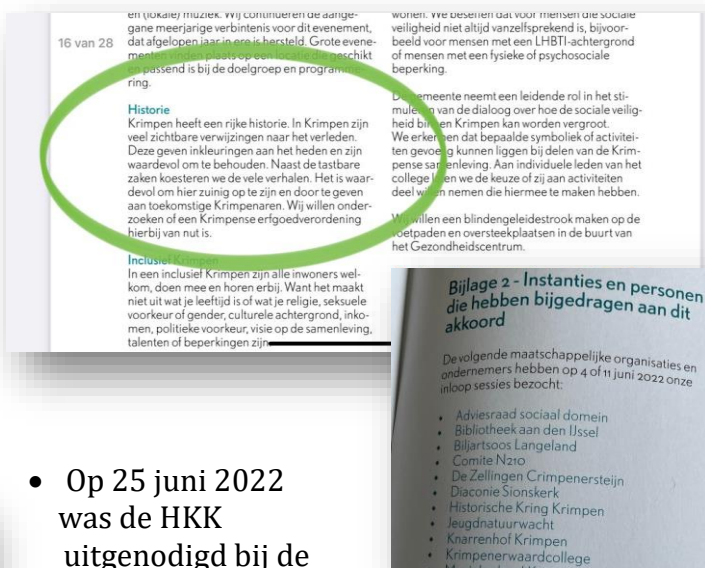 en (lokale) muziek. Wij continueren de aange-
gane meerjarige verbintenis voor dit evenement,
dat afgelopen jaar in ere is hersteld. Grote evene-
menten vinden plaats op een locatie die geschikt
en passend is bij de doelgroep en programme-
ring.
16 van 28
Historie
Krimpen heeft een rijke historie. In Krimpen zijn
veel zichtbare verwijzingen naar het verleden.
Deze geven inkleuringen aan het heden en zijn
waardevol om te behouden. Naast de tastbare
zaken koesteren we de vele verhalen. Het is waar-
devol om hier zuinig op te zijn en door te geven
aan toekomstige Krimpenaren. Wij willen onder-
zoeken of een Krimpense erfgoedverordening
hierbij van nut is.
Inclusief Krimpen
In een inclusief Krimpen zijn alle inwoners wel-
kom, doen mee en horen erbij. Want het maakt
niet uit wat je leeftijd is of wat je religie, seksuele
voorkeur of gender, culturele achtergrond, inko-
men, politieke voorkeur, visie op de samenleving,
talenten of beperkingen zijn
wonen. We beseffen dat voor mensen die sociale
veiligheid niet altijd vanzelfsprekend is, bijvoor-
beeld voor mensen met een LHBTI-achtergrond
of mensen met een fysieke of psychosociale
beperking.
De gemeente neemt een leidende rol in het sti-
muleren van de dialoog over hoe de sociale veilig-
heid binnen Krimpen kan worden vergroot.
We erkennen dat bepaalde symboliek of activitei-
ten gevoelig kunnen liggen bij delen van de Krim-
pense samenleving. Aan individuele leden van het
college laten we de keuze of zij aan activiteiten
deel willen nemen die hiermee te maken hebben.
Wij willen een blindengeleidestrook maken op de
voetpaden en oversteekplaatsen in de buurt van
het Gezondheidscentrum.
Bijlage 2 - Instanties en personen
die hebben bijgedragen aan dit
akkoord
De volgende maatschappelijke organisaties en
ondernemers hebben op 4 of 11 juni 2022 onze
inloop sessies bezocht:
• Adviesraad sociaal domein
• Bibliotheek aan den IJssel
• Biljartsoos Langeland
• Comite N210
• De Zellingen Crimpenersteijn
• Diaconie Sionskerk
• Historische Kring Krimpen
• Jeugdnatuurwacht
• Knarrenhof Krimpen
• Krimpenerwaardcollege
• Op 25 juni 2022
was de HKK
uitgenodigd bij de